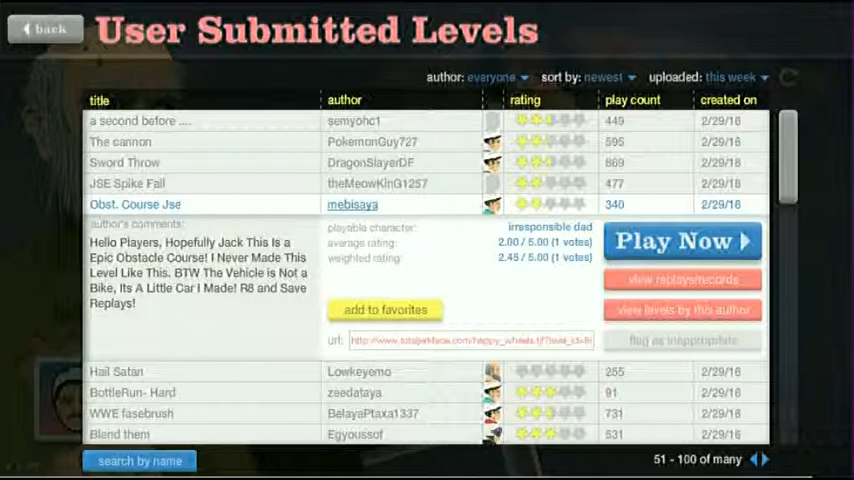 back
User Submitted Levels
author: everyone sort by: newest uploaded: this week
title author rating play count created on
a second before .... semyohc1 449 2/29/16
The cannon PokemonGuy727 595 2/29/16
Sword Throw DragonSlayerDF 869 2/29/16
JSE Spike Fall theMeowKinG1257 477 2/29/16
Obst. Course Jse mebisaya 340 2/29/16
author's comments:
Hello Players, Hopefully Jack This Is a
Epic Obstacle Course! I Never Made This
Level Like This. BTW The Vehicle is Not a
Bike, Its A Little Car I Made! R8 and Save
Replays!
playable character: irresponsible dad
average rating: 2.00 / 5.00 (1 votes)
weighted rating: 2.45 / 5.00 (1 votes)
add to favorites
url: http://www.totaljerkface.com/happy_wheels.tjf?level_id=
Play Now
view replays/records
view levels by this author
flag as inappropriate
Hail Satan Lowkeyemo 255 2/29/16
BottleRun- Hard zeedataya 91 2/29/16
WWE fasebrush BelayaPtaxa1337 731 2/29/16
Blend them Egyoussof 531 2/29/16
search by name
51 - 100 of many